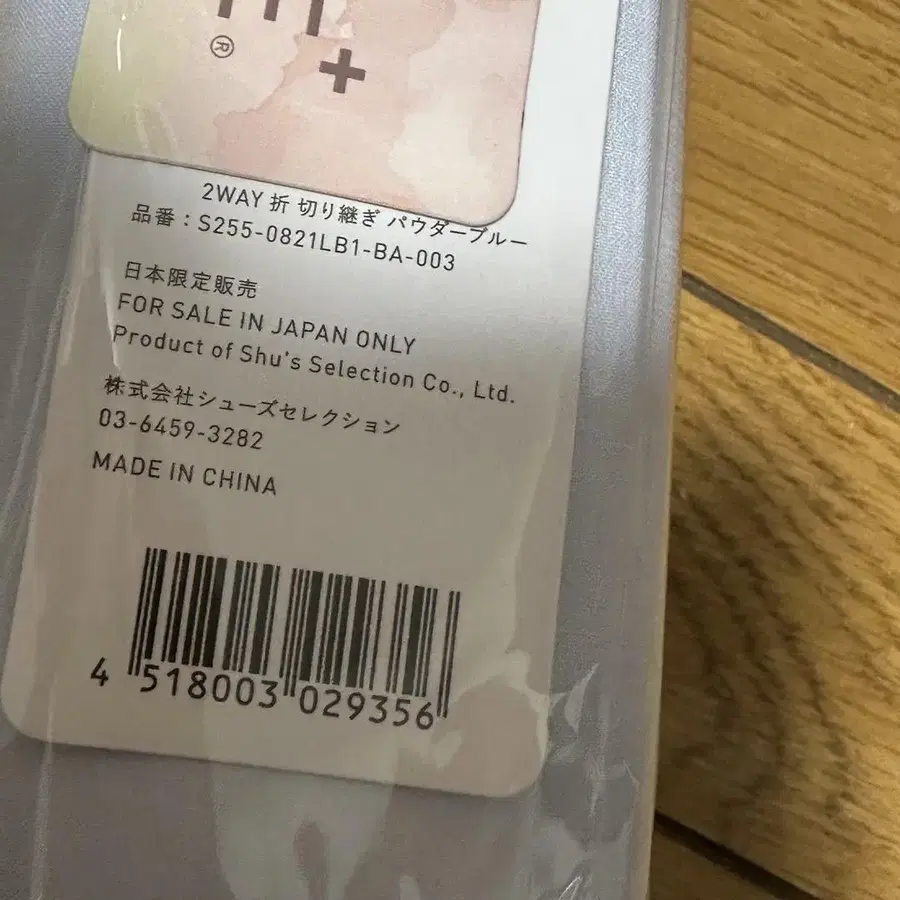 ®
+
2WAY 折 切り継ぎ パウダーブルー
品番：S255-0821LB1-BA-003
日本限定販売
FOR SALE IN JAPAN ONLY
Product of Shu's Selection Co., Ltd.
株式会社シューズセレクション
03-6459-3282
MADE IN CHINA
4 518003 029356